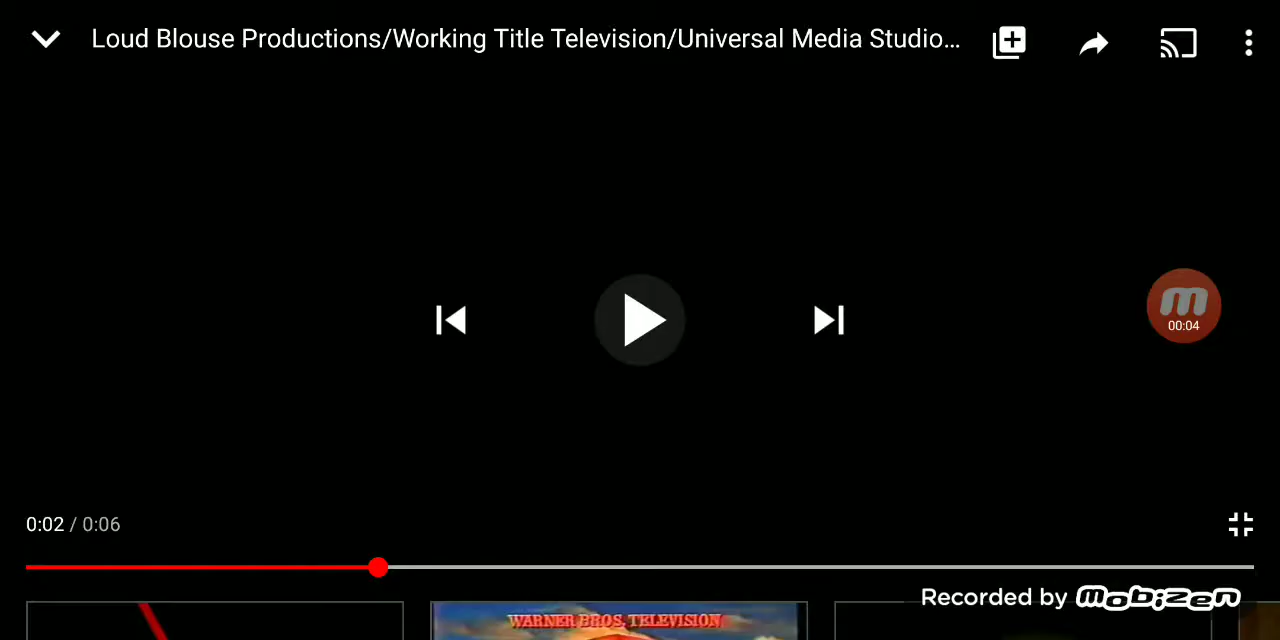 Loud Blouse Productions/Working Title Television/Universal Media Studio...
00:04
0:02 / 0:06
Recorded by mobizen
WARNER BROS. TELEVISION